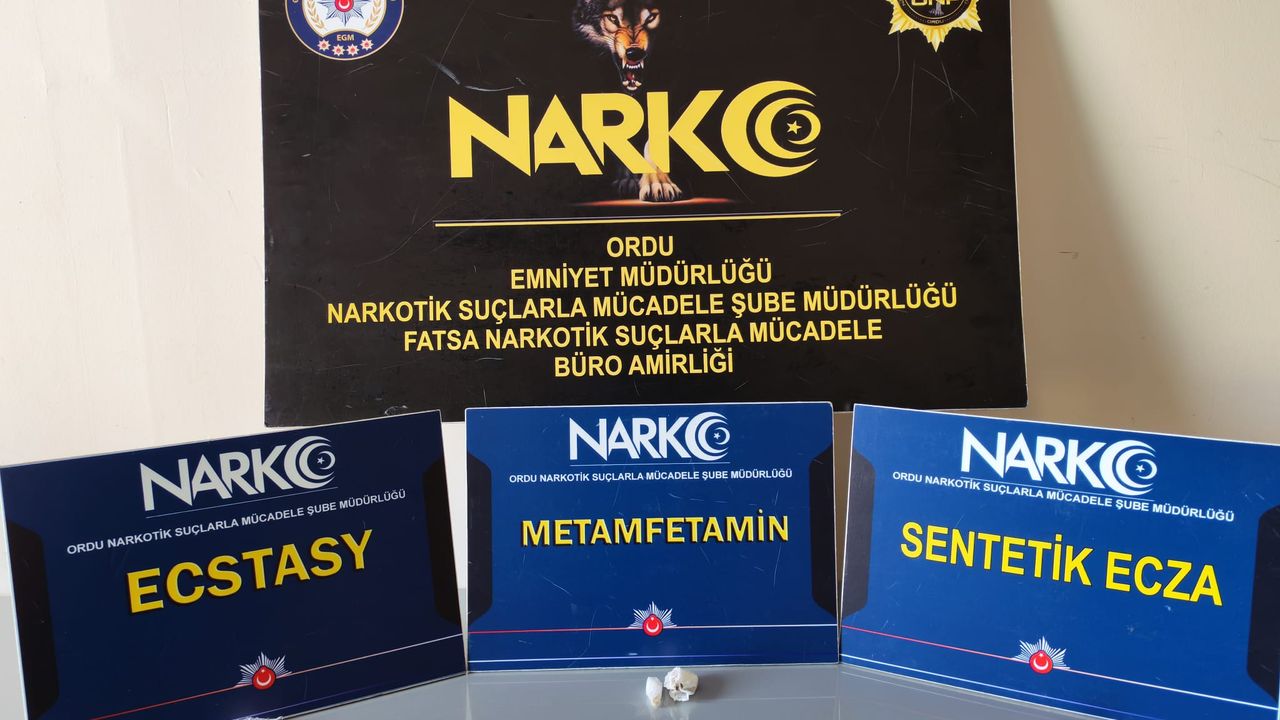 EGM
ORDU
NARKO
ORDU
EMNİYET MÜDÜRLÜĞÜ
NARKOTİK SUÇLARLA MÜCADELE ŞUBE MÜDÜRLÜĞÜ
FATSA NARKOTİK SUÇLARLA MÜCADELE
BÜRO AMİRLİĞİ
NARKO
ORDU NARKOTİK SUÇLARLA MÜCADELE ŞUBE MÜDÜRLÜĞÜ
ECSTASY
NARKO
ORDU NARKOTİK SUÇLARLA MÜCADELE ŞUBE MÜDÜRLÜĞÜ
METAMFETAMİN
NARKO
ORDU NARKOTİK SUÇLARLA MÜCADELE ŞUBE MÜDÜRLÜĞÜ
SENTETİK ECZA